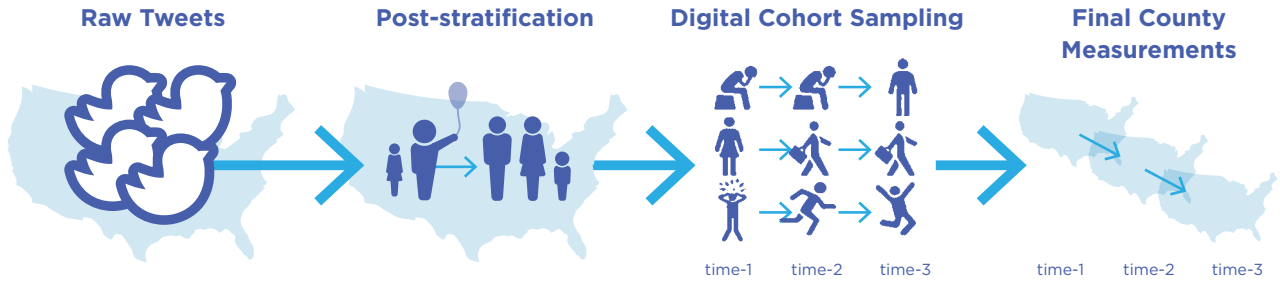 Raw Tweets
Post-stratification
Digital Cohort Sampling
Final County
Measurements
time-1
time-2
time-3
time-1
time-2
time-3